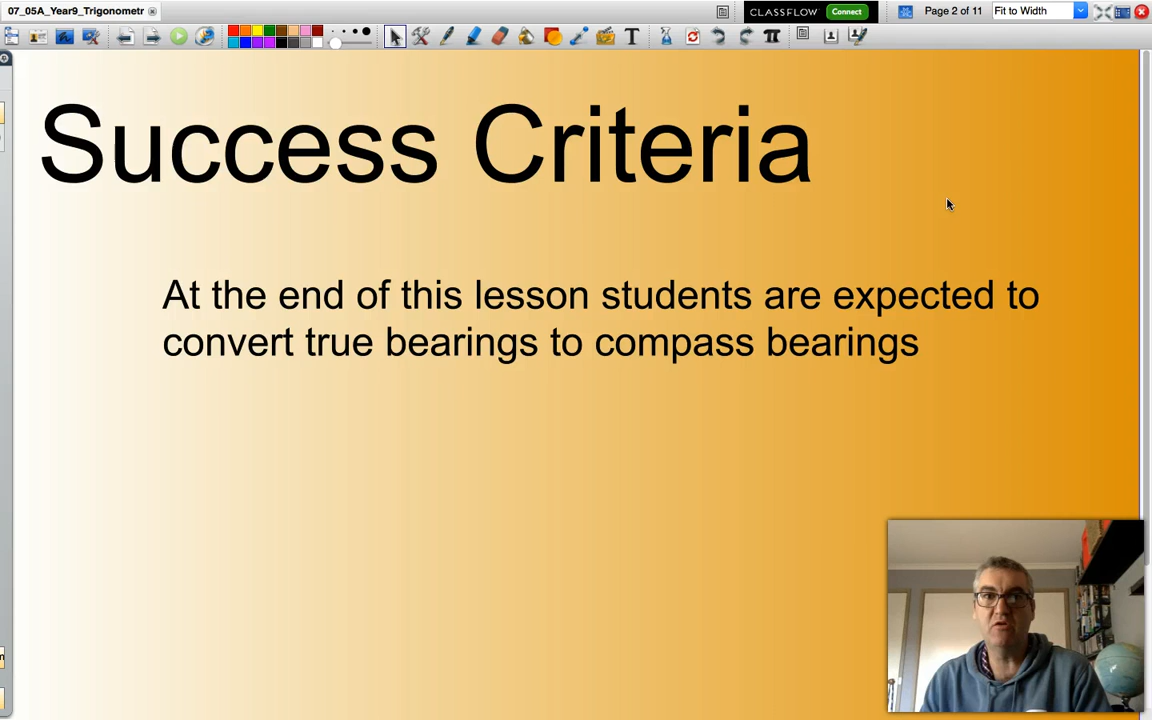 07_05A_Year9_Trigonometr
CLASSFLOW Connect
Page 2 of 11
Fit to Width
Success Criteria
At the end of this lesson students are expected to
convert true bearings to compass bearings